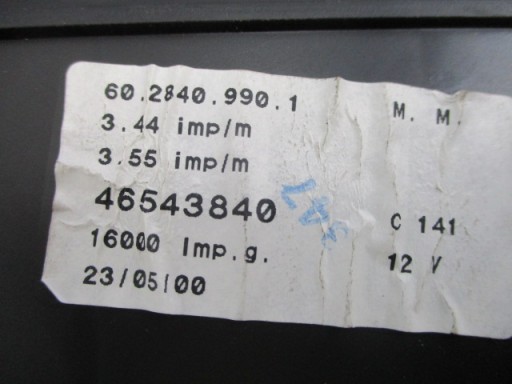 60.2840.990.1 M. M.
3.44 imp/m
3.55 imp/m
46543840
C 141
16000 Imp.g.
12 V
23/05/00